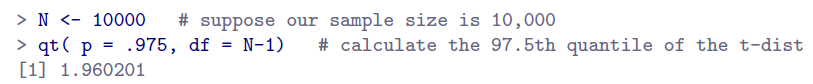 > N <- 10000 # suppose our sample size is 10,000
> qt( p = .975, df = N-1) # calculate the 97.5th quantile of the t-dist
[1] 1.960201